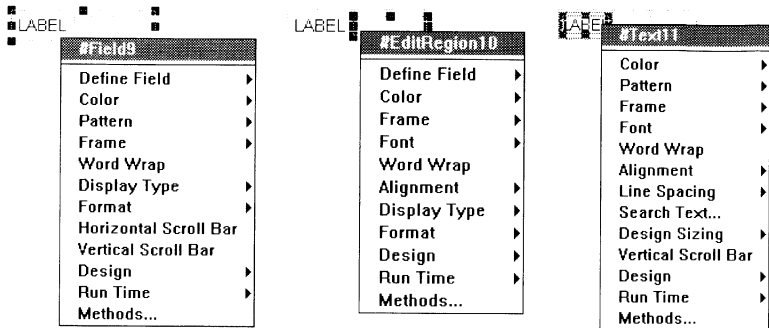 LABEL
#Field9
Define Field
Color
Pattern
Frame
Word Wrap
Display Type
Format
Horizontal Scroll Bar
Vertical Scroll Bar
Design
Run Time
Methods...
LABEL
#EditRegion10
Define Field
Color
Frame
Font
Word Wrap
Alignment
Display Type
Format
Design
Run Time
Methods...
LABEL
#Text11
Color
Pattern
Frame
Font
Word Wrap
Alignment
Line Spacing
Search Text...
Design Sizing
Vertical Scroll Bar
Design
Run Time
Methods...